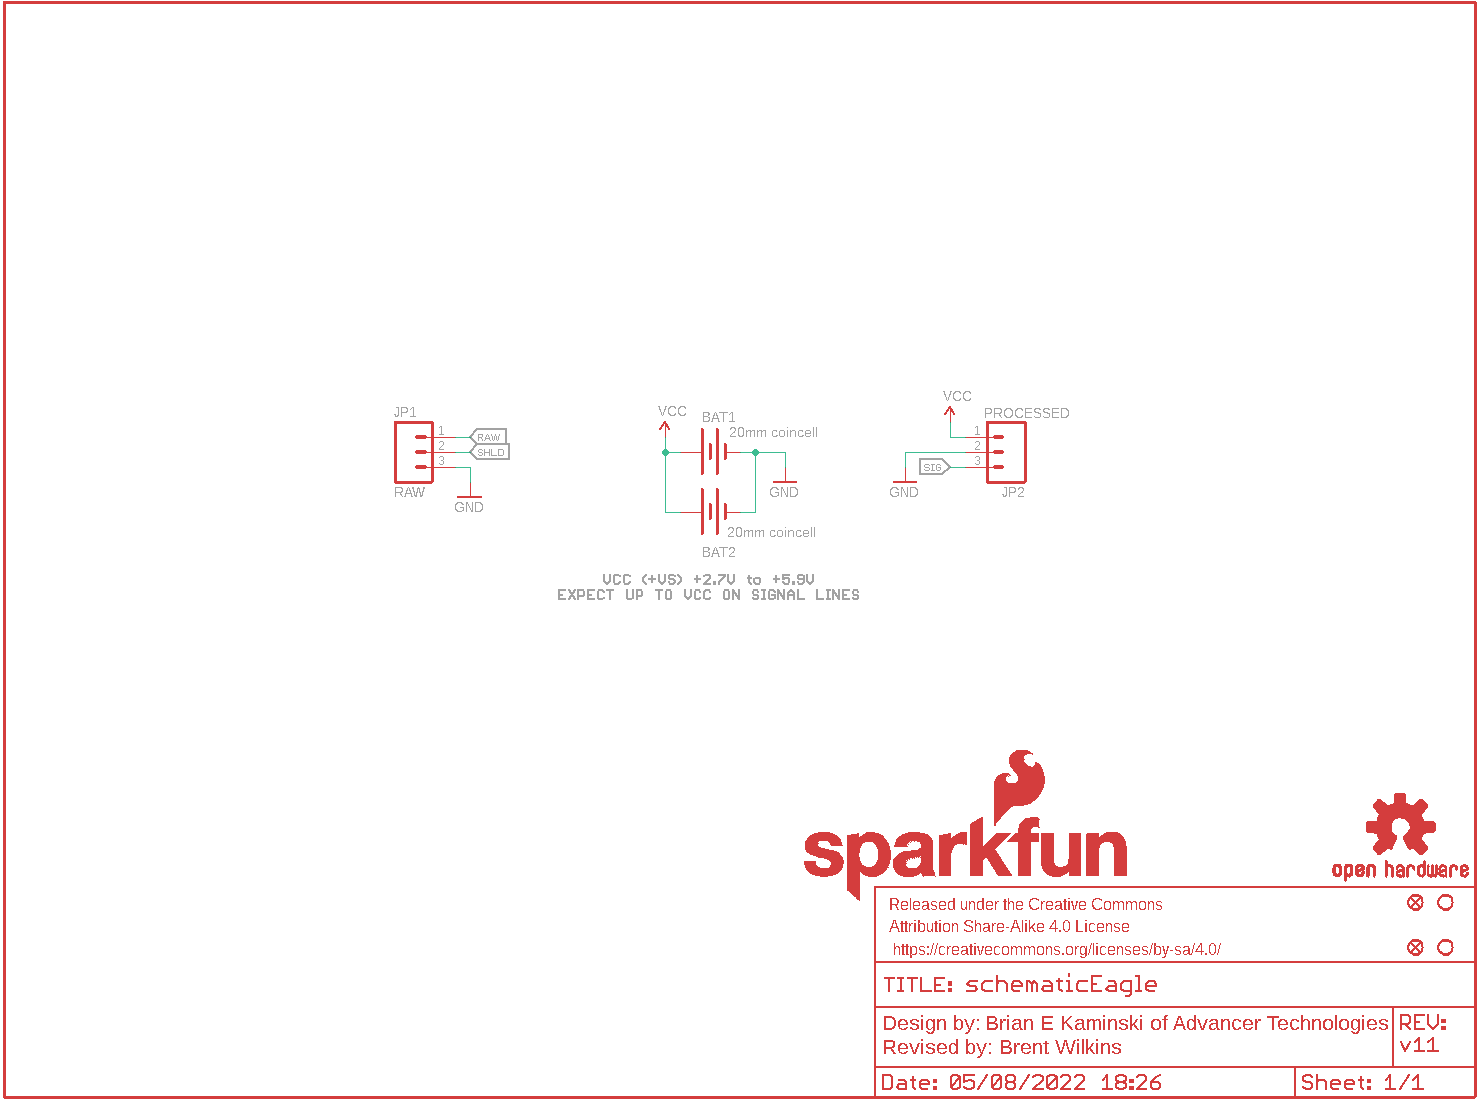 JP1
1
RAW
2
SHLD
3
RAW
GND
VCC
BAT1
20mm coincell
GND
20mm coincell
BAT2
VCC (+VS) +2.7V to +5.9V
EXPECT UP TO VCC ON SIGNAL LINES
VCC
PROCESSED
1
2
3
SIG
GND
JP2
sparkfun
open hardware
Released under the Creative Commons
Attribution Share-Alike 4.0 License
https://creativecommons.org/licenses/by-sa/4.0/
TITLE: schematicEagle
Design by: Brian E Kaminski of Advancer Technologies
Revised by: Brent Wilkins
REV:
v11
Date: 05/08/2022 18:26
Sheet: 1/1